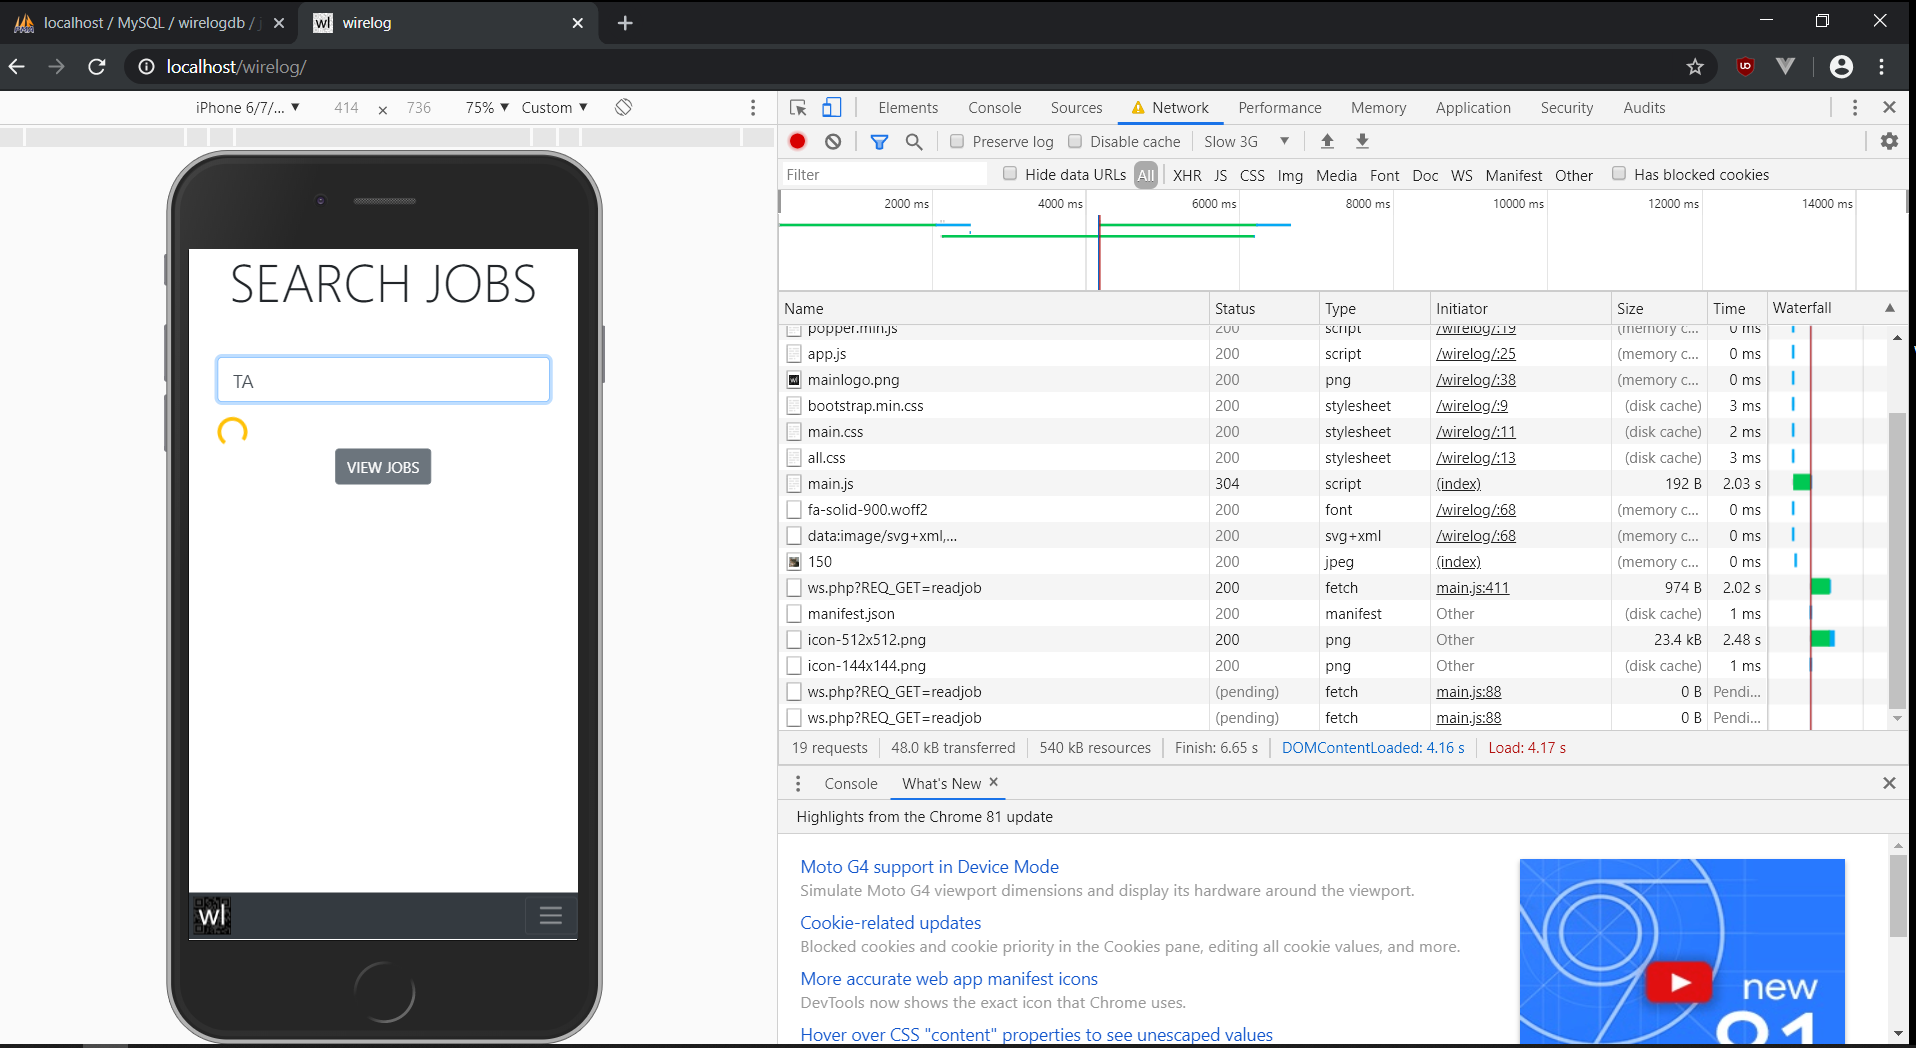 localhost / MySQL / wirelogdb /
wirelog
localhost/wirelog/
iPhone 6/7/... ▼ 414 × 736 75% ▼ Custom ▼
Elements Console Sources Network Performance Memory Application Security Audits
Preserve log Disable cache Slow 3G ▼
Filter Hide data URLs All XHR JS CSS Img Media Font Doc WS Manifest Other Has blocked cookies
2000 ms 4000 ms 6000 ms 8000 ms 10000 ms 12000 ms 14000 ms
Name Status Type Initiator Size Time Waterfall
popper.min.js 200 script /wirelog/:19 (memory c... 0 ms
app.js 200 script /wirelog/:25 (memory c... 0 ms
mainlogo.png 200 png /wirelog/:38 (memory c... 0 ms
bootstrap.min.css 200 stylesheet /wirelog/:9 (disk cache) 3 ms
main.css 200 stylesheet /wirelog/:11 (disk cache) 2 ms
all.css 200 stylesheet /wirelog/:13 (disk cache) 3 ms
main.js 304 script (index) 192 B 2.03 s
fa-solid-900.woff2 200 font /wirelog/:68 (memory c... 0 ms
data:image/svg+xml,... 200 svg+xml /wirelog/:68 (memory c... 0 ms
150 200 jpeg (index) (memory c... 0 ms
ws.php?REQ_GET=readjob 200 fetch main.js:411 974 B 2.02 s
manifest.json 200 manifest Other (disk cache) 1 ms
icon-512x512.png 200 png Other 23.4 kB 2.48 s
icon-144x144.png 200 png Other (disk cache) 1 ms
ws.php?REQ_GET=readjob (pending) fetch main.js:88 0 B Pendi...
ws.php?REQ_GET=readjob (pending) fetch main.js:88 0 B Pendi...
19 requests 48.0 kB transferred 540 kB resources Finish: 6.65 s DOMContentLoaded: 4.16 s Load: 4.17 s
Console What's New ×
Highlights from the Chrome 81 update
Moto G4 support in Device Mode
Simulate Moto G4 viewport dimensions and display its hardware around the viewport.
Cookie-related updates
Blocked cookies and cookie priority in the Cookies pane, editing all cookie values, and more.
More accurate web app manifest icons
DevTools now shows the exact icon that Chrome uses.
Hover over CSS "content" properties to see unescaped values
new
81
SEARCH JOBS
TA
VIEW JOBS
wl